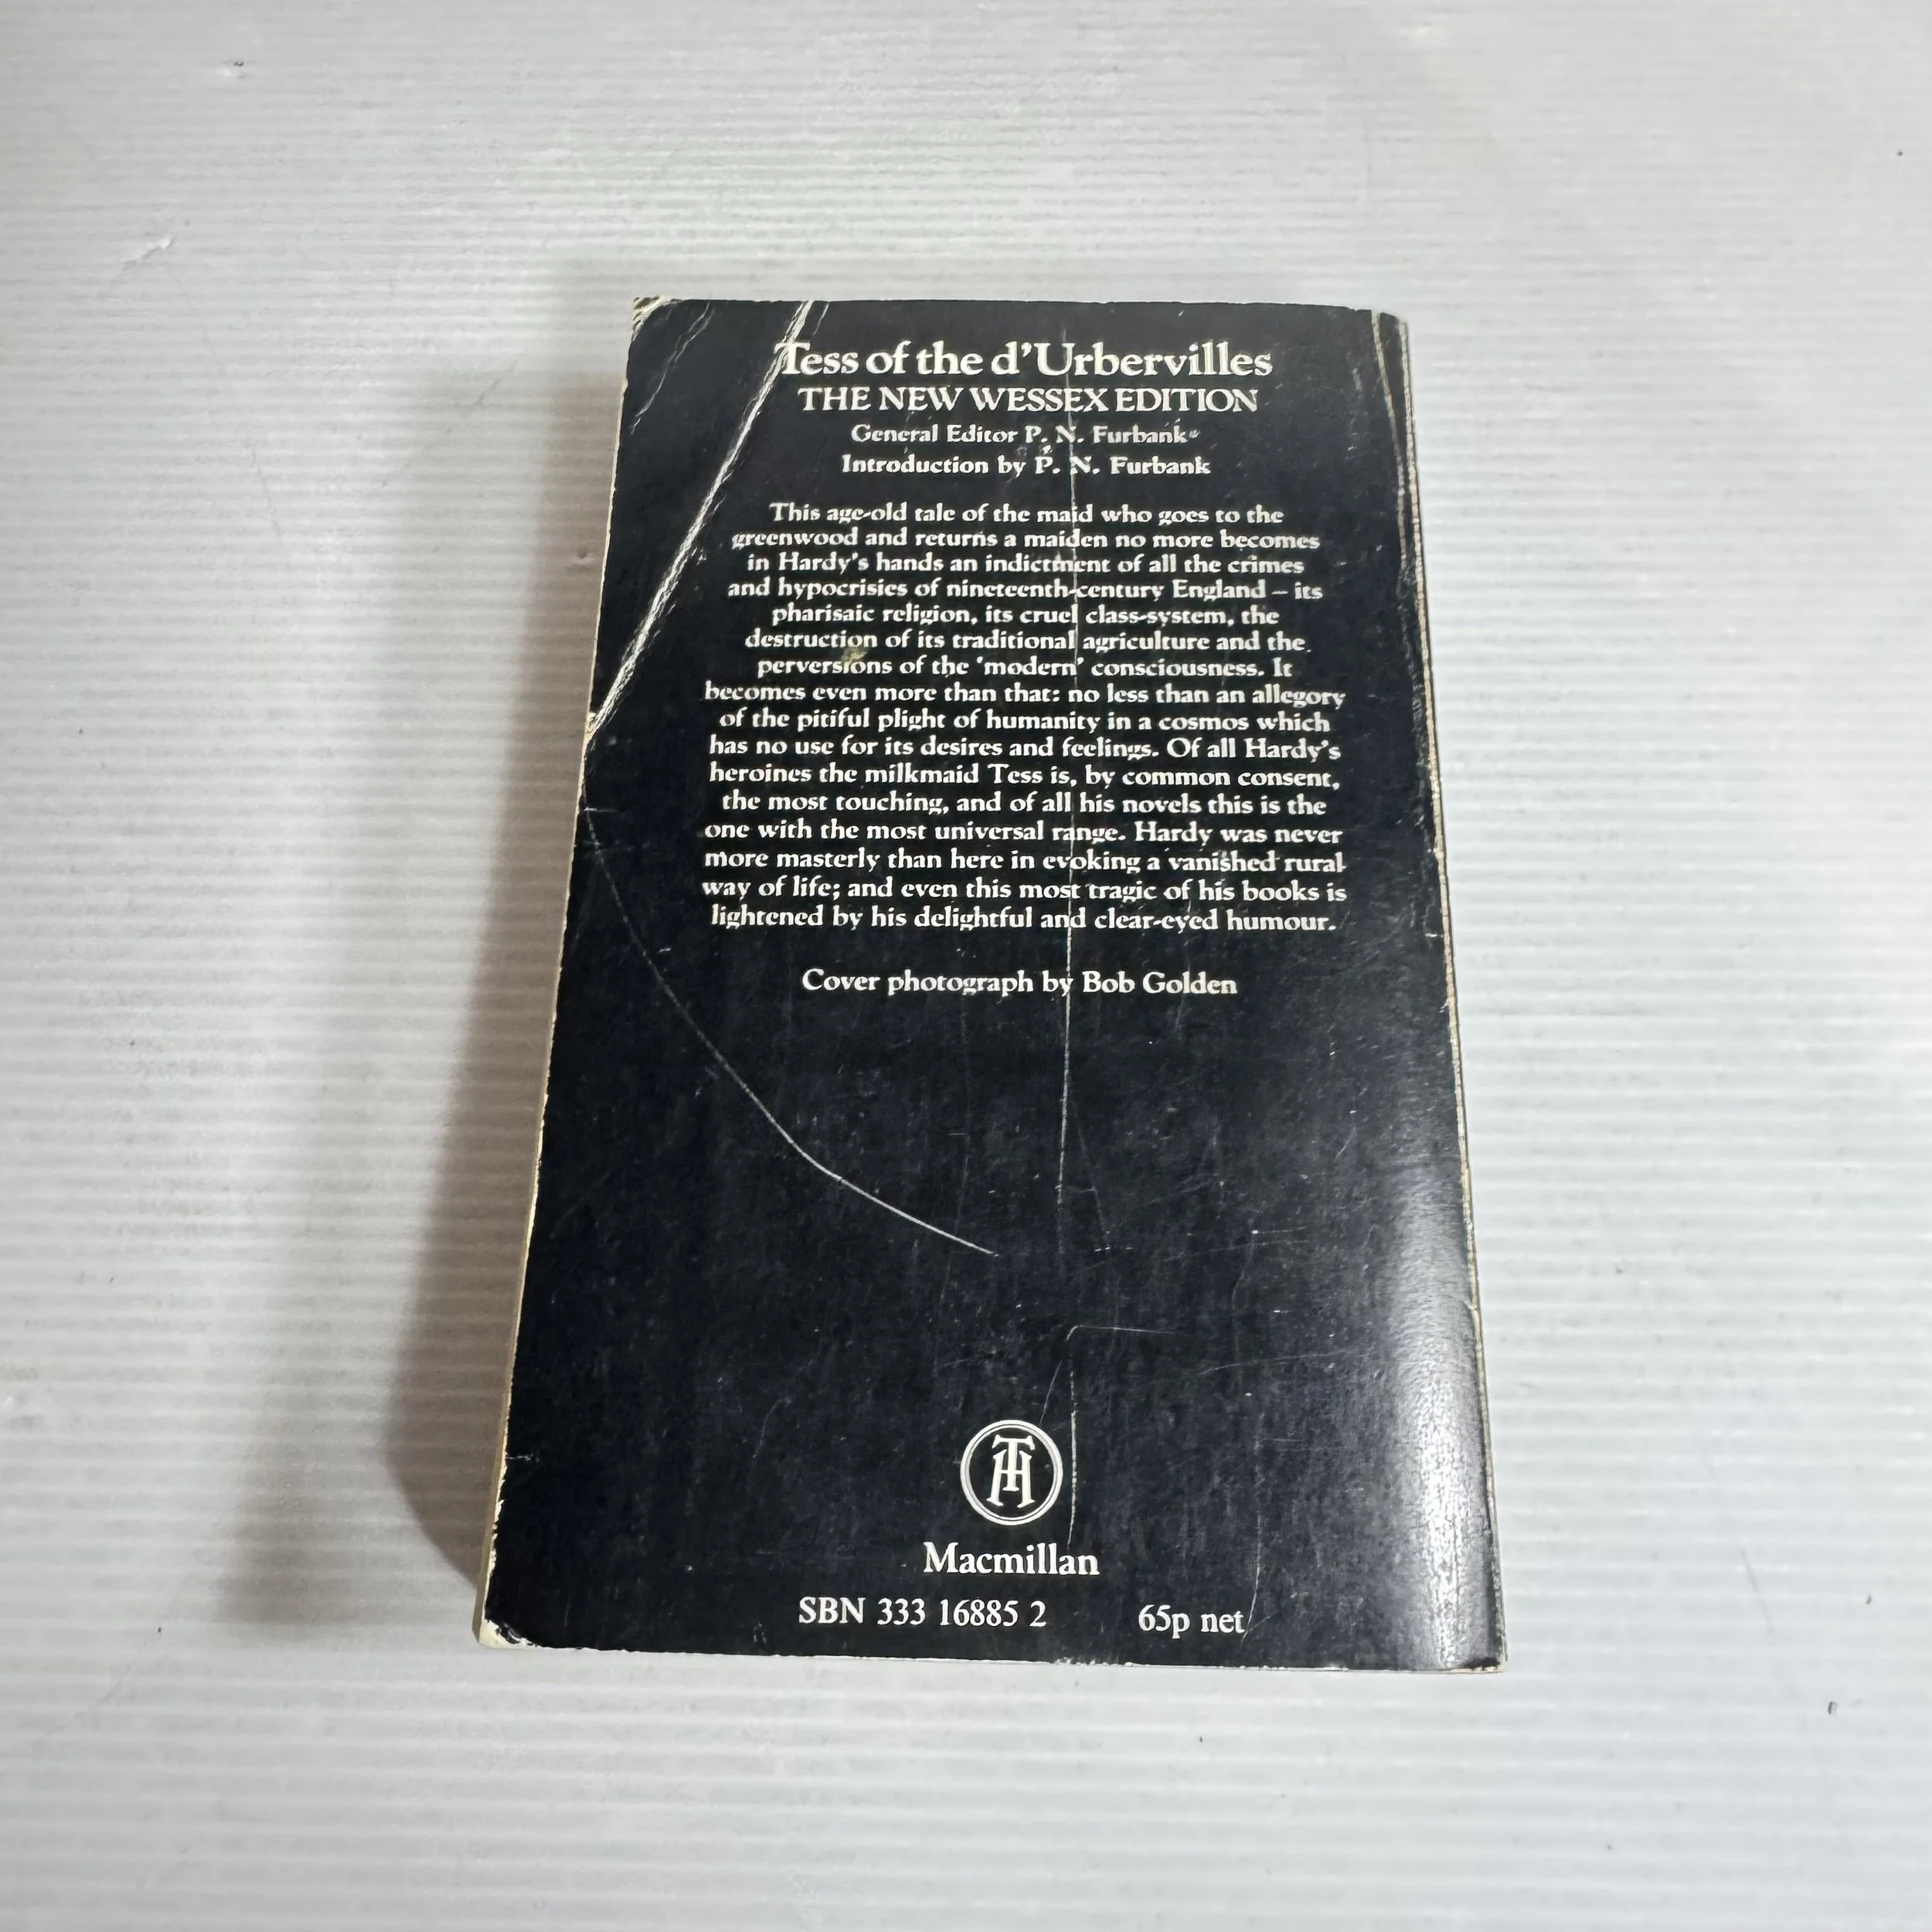 Tess of the d'Urbervilles
THE NEW WESSEX EDITION
General Editor P. N. Furbank
Introduction by P. N. Furbank
This age-old tale of the maid who goes to the
greenwood and returns a maiden no more becomes
in Hardy's hands an indictment of all the crimes
and hypocrisies of nineteenth-century England – its
pharisaic religion, its cruel class-system, the
destruction of its traditional agriculture and the
perversions of the 'modern' consciousness. It
becomes even more than that: no less than an allegory
of the pitiful plight of humanity in a cosmos which
has no use for its desires and feelings. Of all Hardy's
heroines the milkmaid Tess is, by common consent,
the most touching, and of all his novels this is the
one with the most universal range. Hardy was never
more masterly than here in evoking a vanished rural
way of life; and even this most tragic of his books is
lightened by his delightful and clear-eyed humour.
Cover photograph by Bob Golden
TH
Macmillan
SBN 333 16885 2 65p net